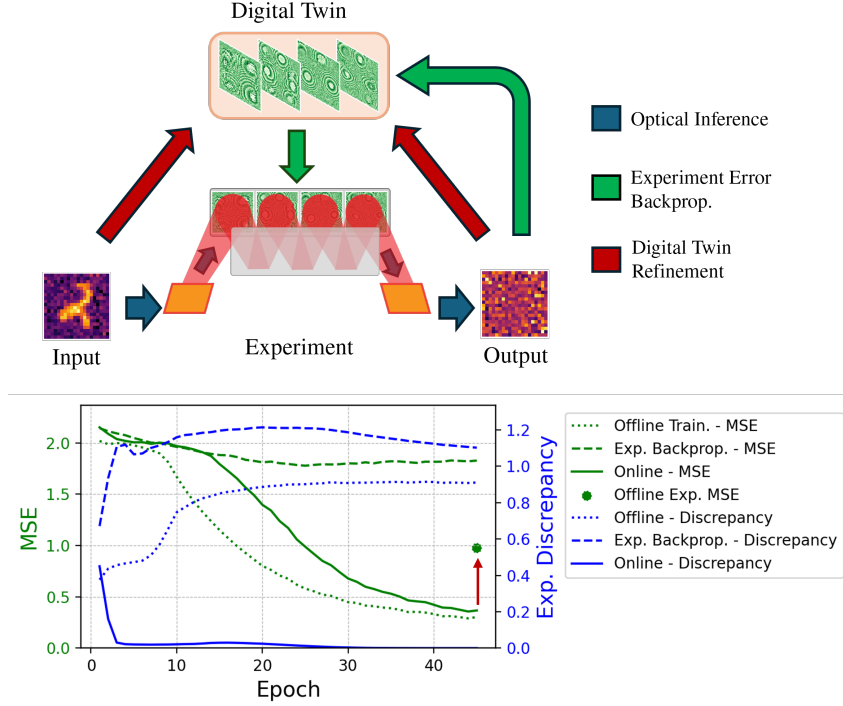 Digital Twin
Optical Inference
Experiment Error
Backprop.
Digital Twin
Refinement
Input
Experiment
Output
MSE
2.0
1.5
1.0
0.5
0.0
0
10
20
30
40
Epoch
1.2
1.0
0.8
0.6
0.4
0.2
0.0
Exp. Discrepancy
Offline Train. - MSE
Exp. Backprop. - MSE
Online - MSE
Offline Exp. MSE
Offline - Discrepancy
Exp. Backprop. - Discrepancy
Online - Discrepancy